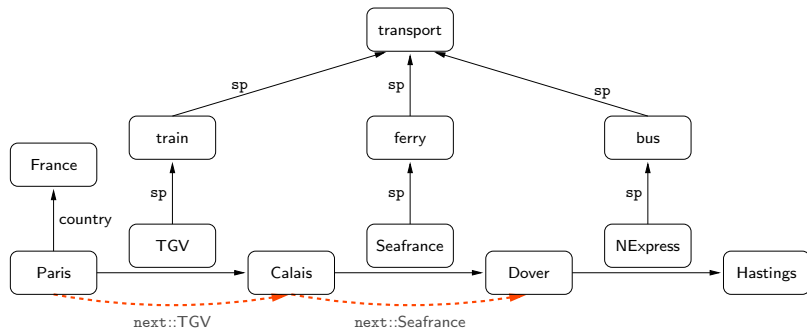 transport
sp
sp
sp
train
ferry
bus
France
sp
sp
sp
country
TGV
Seafrance
NExpress
Paris
Calais
Dover
Hastings
next::TGV
next::Seafrance